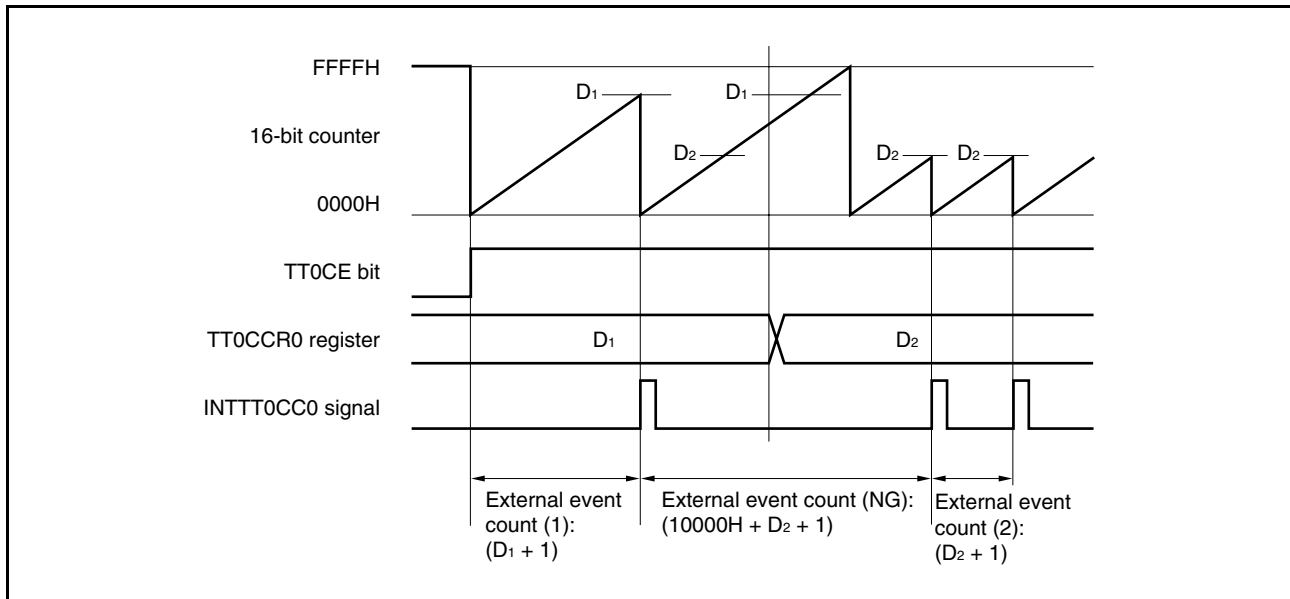 FFFFH
D1
D1
16-bit counter
D2
D2
D2
0000H
TT0CE bit
TT0CCR0 register
D1
D2
INTTT0CC0 signal
External event
count (1):
(D1 + 1)
External event count (NG):
(10000H + D2 + 1)
External event
count (2):
(D2 + 1)